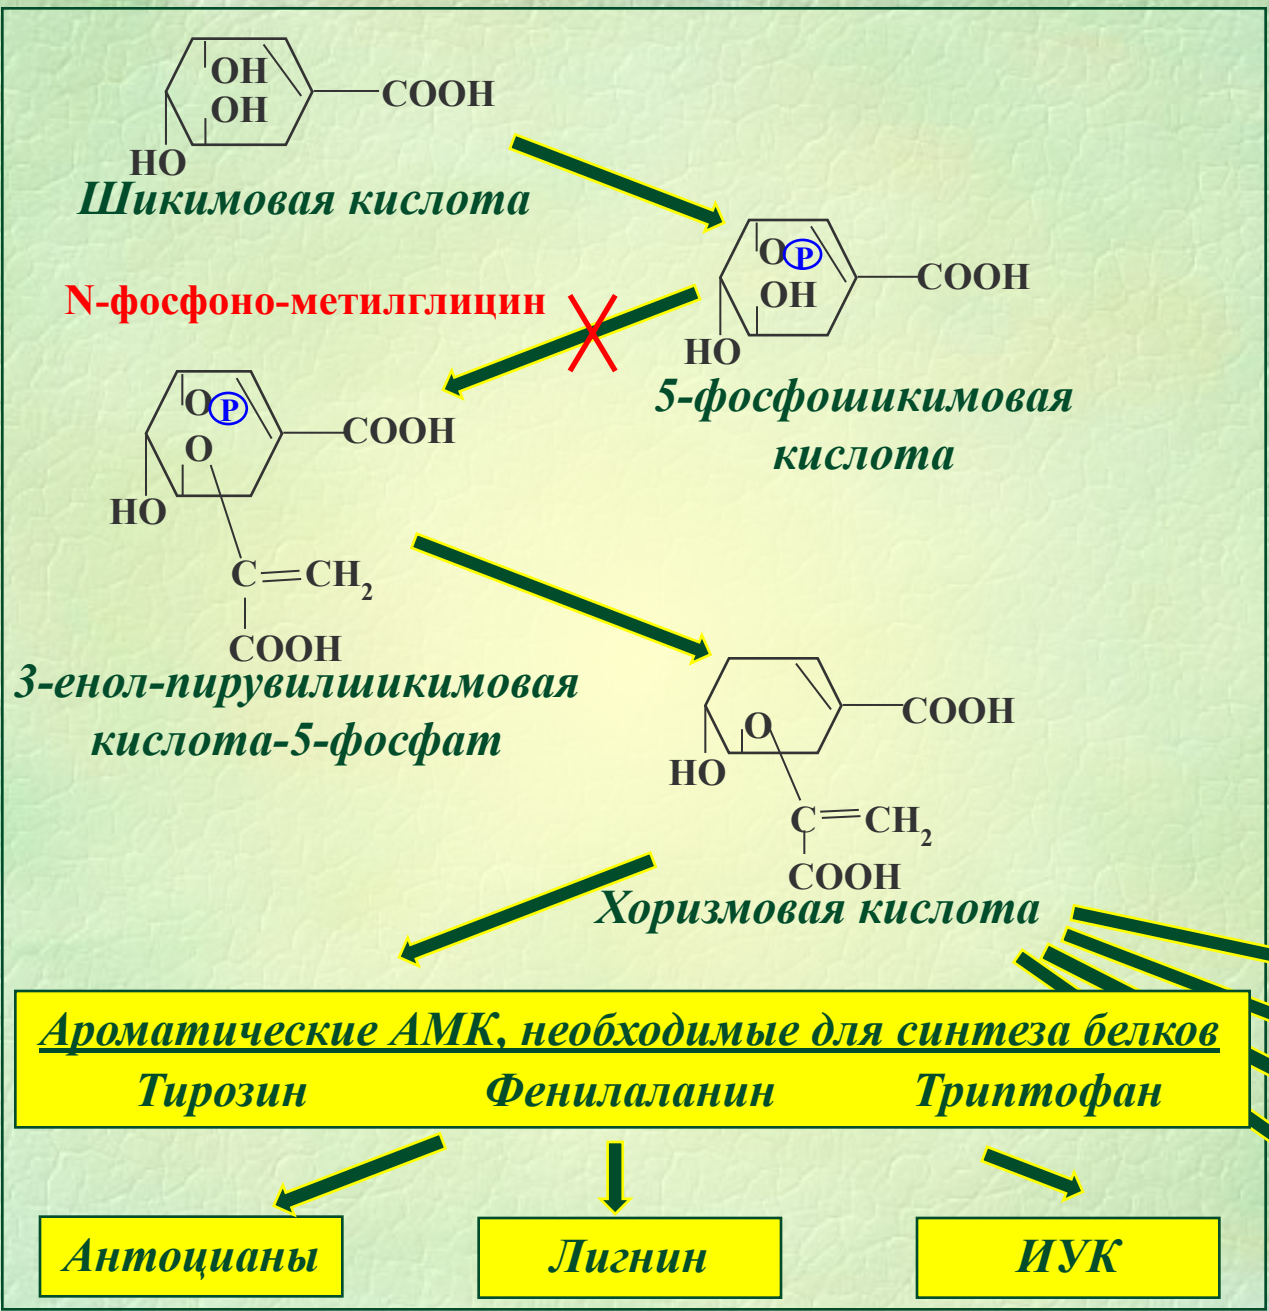 OH
OH
COOH
HO
Шикимовая кислота
OP
OH
COOH
HO
N-фосфоно-метилглицин
5-фосфошикимовая
кислота
OP
O
COOH
HO
C=CH2
COOH
3-енол-пирувилшикимовая
кислота-5-фосфат
O
COOH
HO
C=CH2
COOH
Хоризмовая кислота
Ароматические АМК, необходимые для синтеза белков
Тирозин Фенилаланин Триптофан
Антоцианы Лигнин ИУК